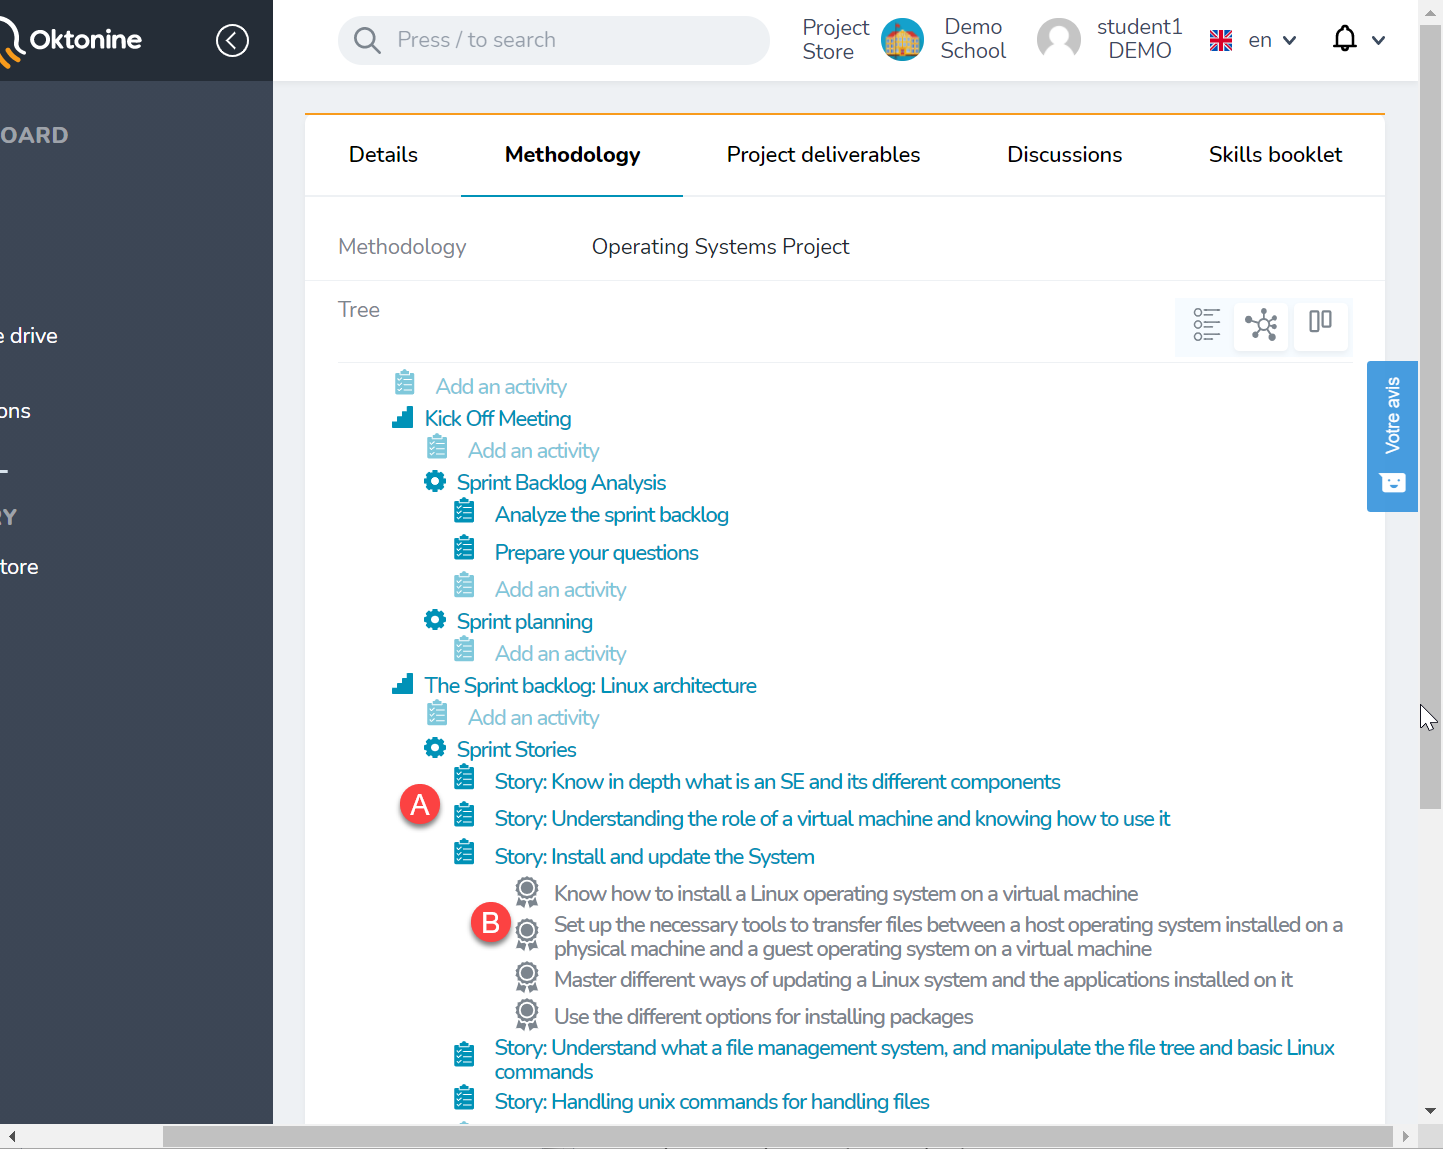 Oktonine
Press / to search
Project
Store
Demo
School
student1
DEMO
en
OARD
e drive
ons
RY
tore
Details
Methodology
Project deliverables
Discussions
Skills booklet
Methodology
Operating Systems Project
Tree
Votre avis
Add an activity
Kick Off Meeting
Add an activity
Sprint Backlog Analysis
Analyze the sprint backlog
Prepare your questions
Add an activity
Sprint planning
Add an activity
The Sprint backlog: Linux architecture
Add an activity
Sprint Stories
Story: Know in depth what is an SE and its different components
A
Story: Understanding the role of a virtual machine and knowing how to use it
Story: Install and update the System
Know how to install a Linux operating system on a virtual machine
B
Set up the necessary tools to transfer files between a host operating system installed on a
physical machine and a guest operating system on a virtual machine
Master different ways of updating a Linux system and the applications installed on it
Use the different options for installing packages
Story: Understand what a file management system, and manipulate the file tree and basic Linux
commands
Story: Handling unix commands for handling files